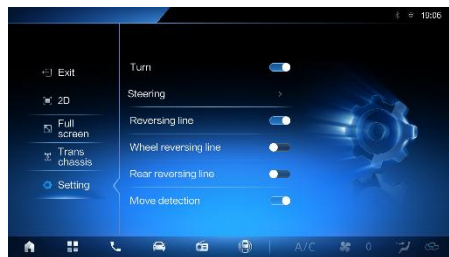 19:06
Exit
2D
Full
screen
Trans
chassis
Setting
Turn
Steering
Reversing line
Wheel reversing line
Rear reversing line
Move detection
A/C
0